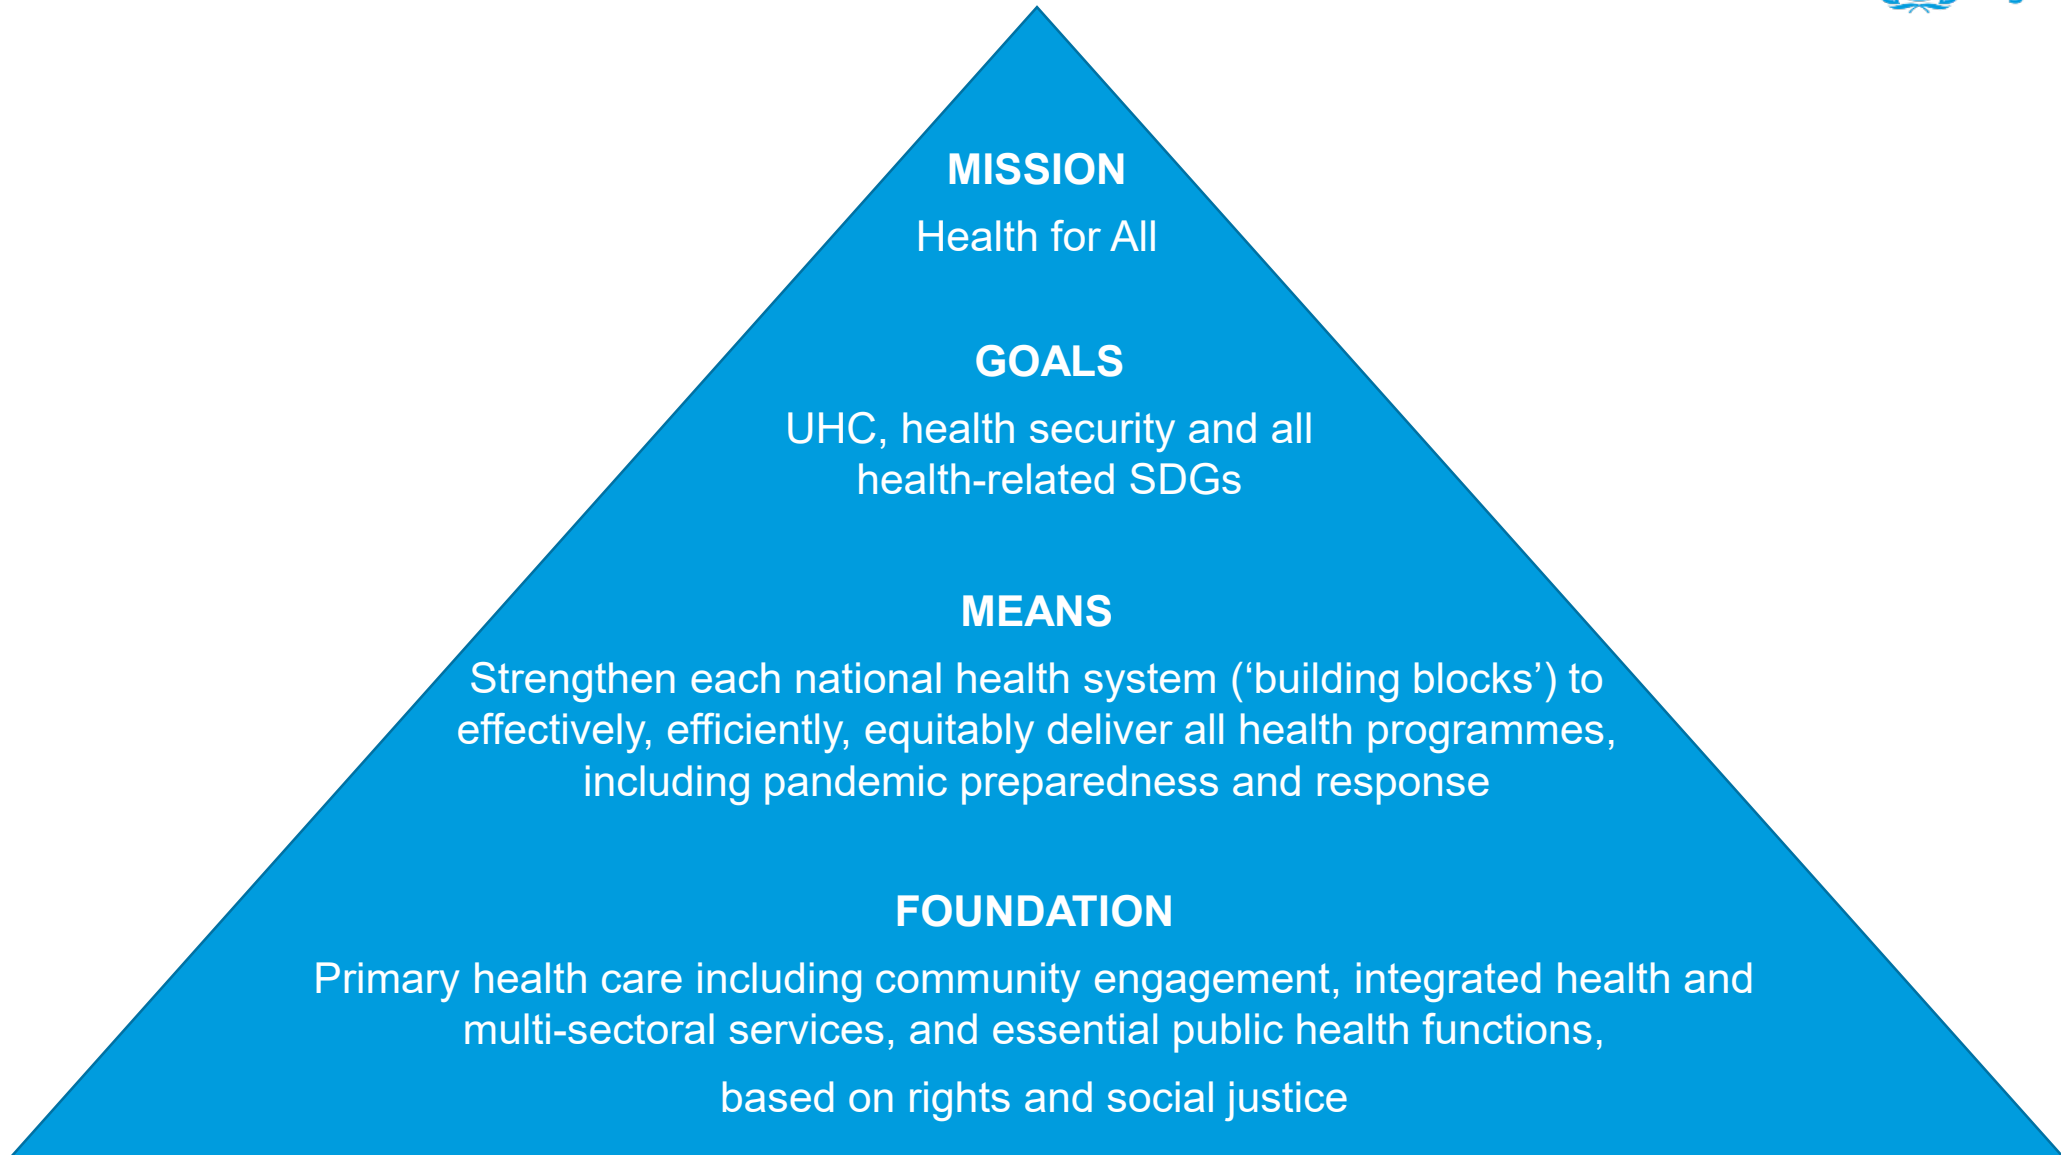 MISSION
Health for All
GOALS
UHC, health security and all
health-related SDGs
MEANS
Strengthen each national health system (‘building blocks’) to
effectively, efficiently, equitably deliver all health programmes,
including pandemic preparedness and response
FOUNDATION
Primary health care including community engagement, integrated health and
multi-sectoral services, and essential public health functions,
based on rights and social justice